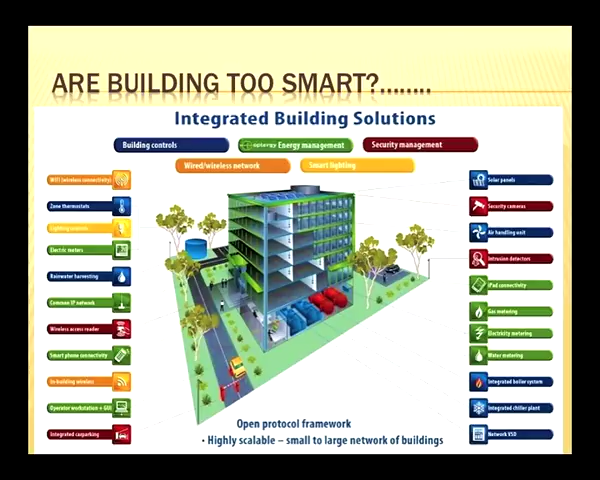 ARE BUILDING TOO SMART?........
Integrated Building Solutions
Building controls
optergy Energy management
Security management
Wired/wireless network
Smart lighting
WIFI (wireless connectivity)
Zone thermostats
Electric meters
Rainwater harvesting
Common IP network
Wireless access reader
Smart phone connectivity
In-building wireless
Operator workstation + GUI
Integrated carparking
Solar panels
Security cameras
Air handling unit
Intrusion detectors
iPad connectivity
Gas metering
Electricity metering
Water metering
Integrated boiler system
Integrated chiller plant
Network VSD
Open protocol framework
• Highly scalable – small to large network of buildings